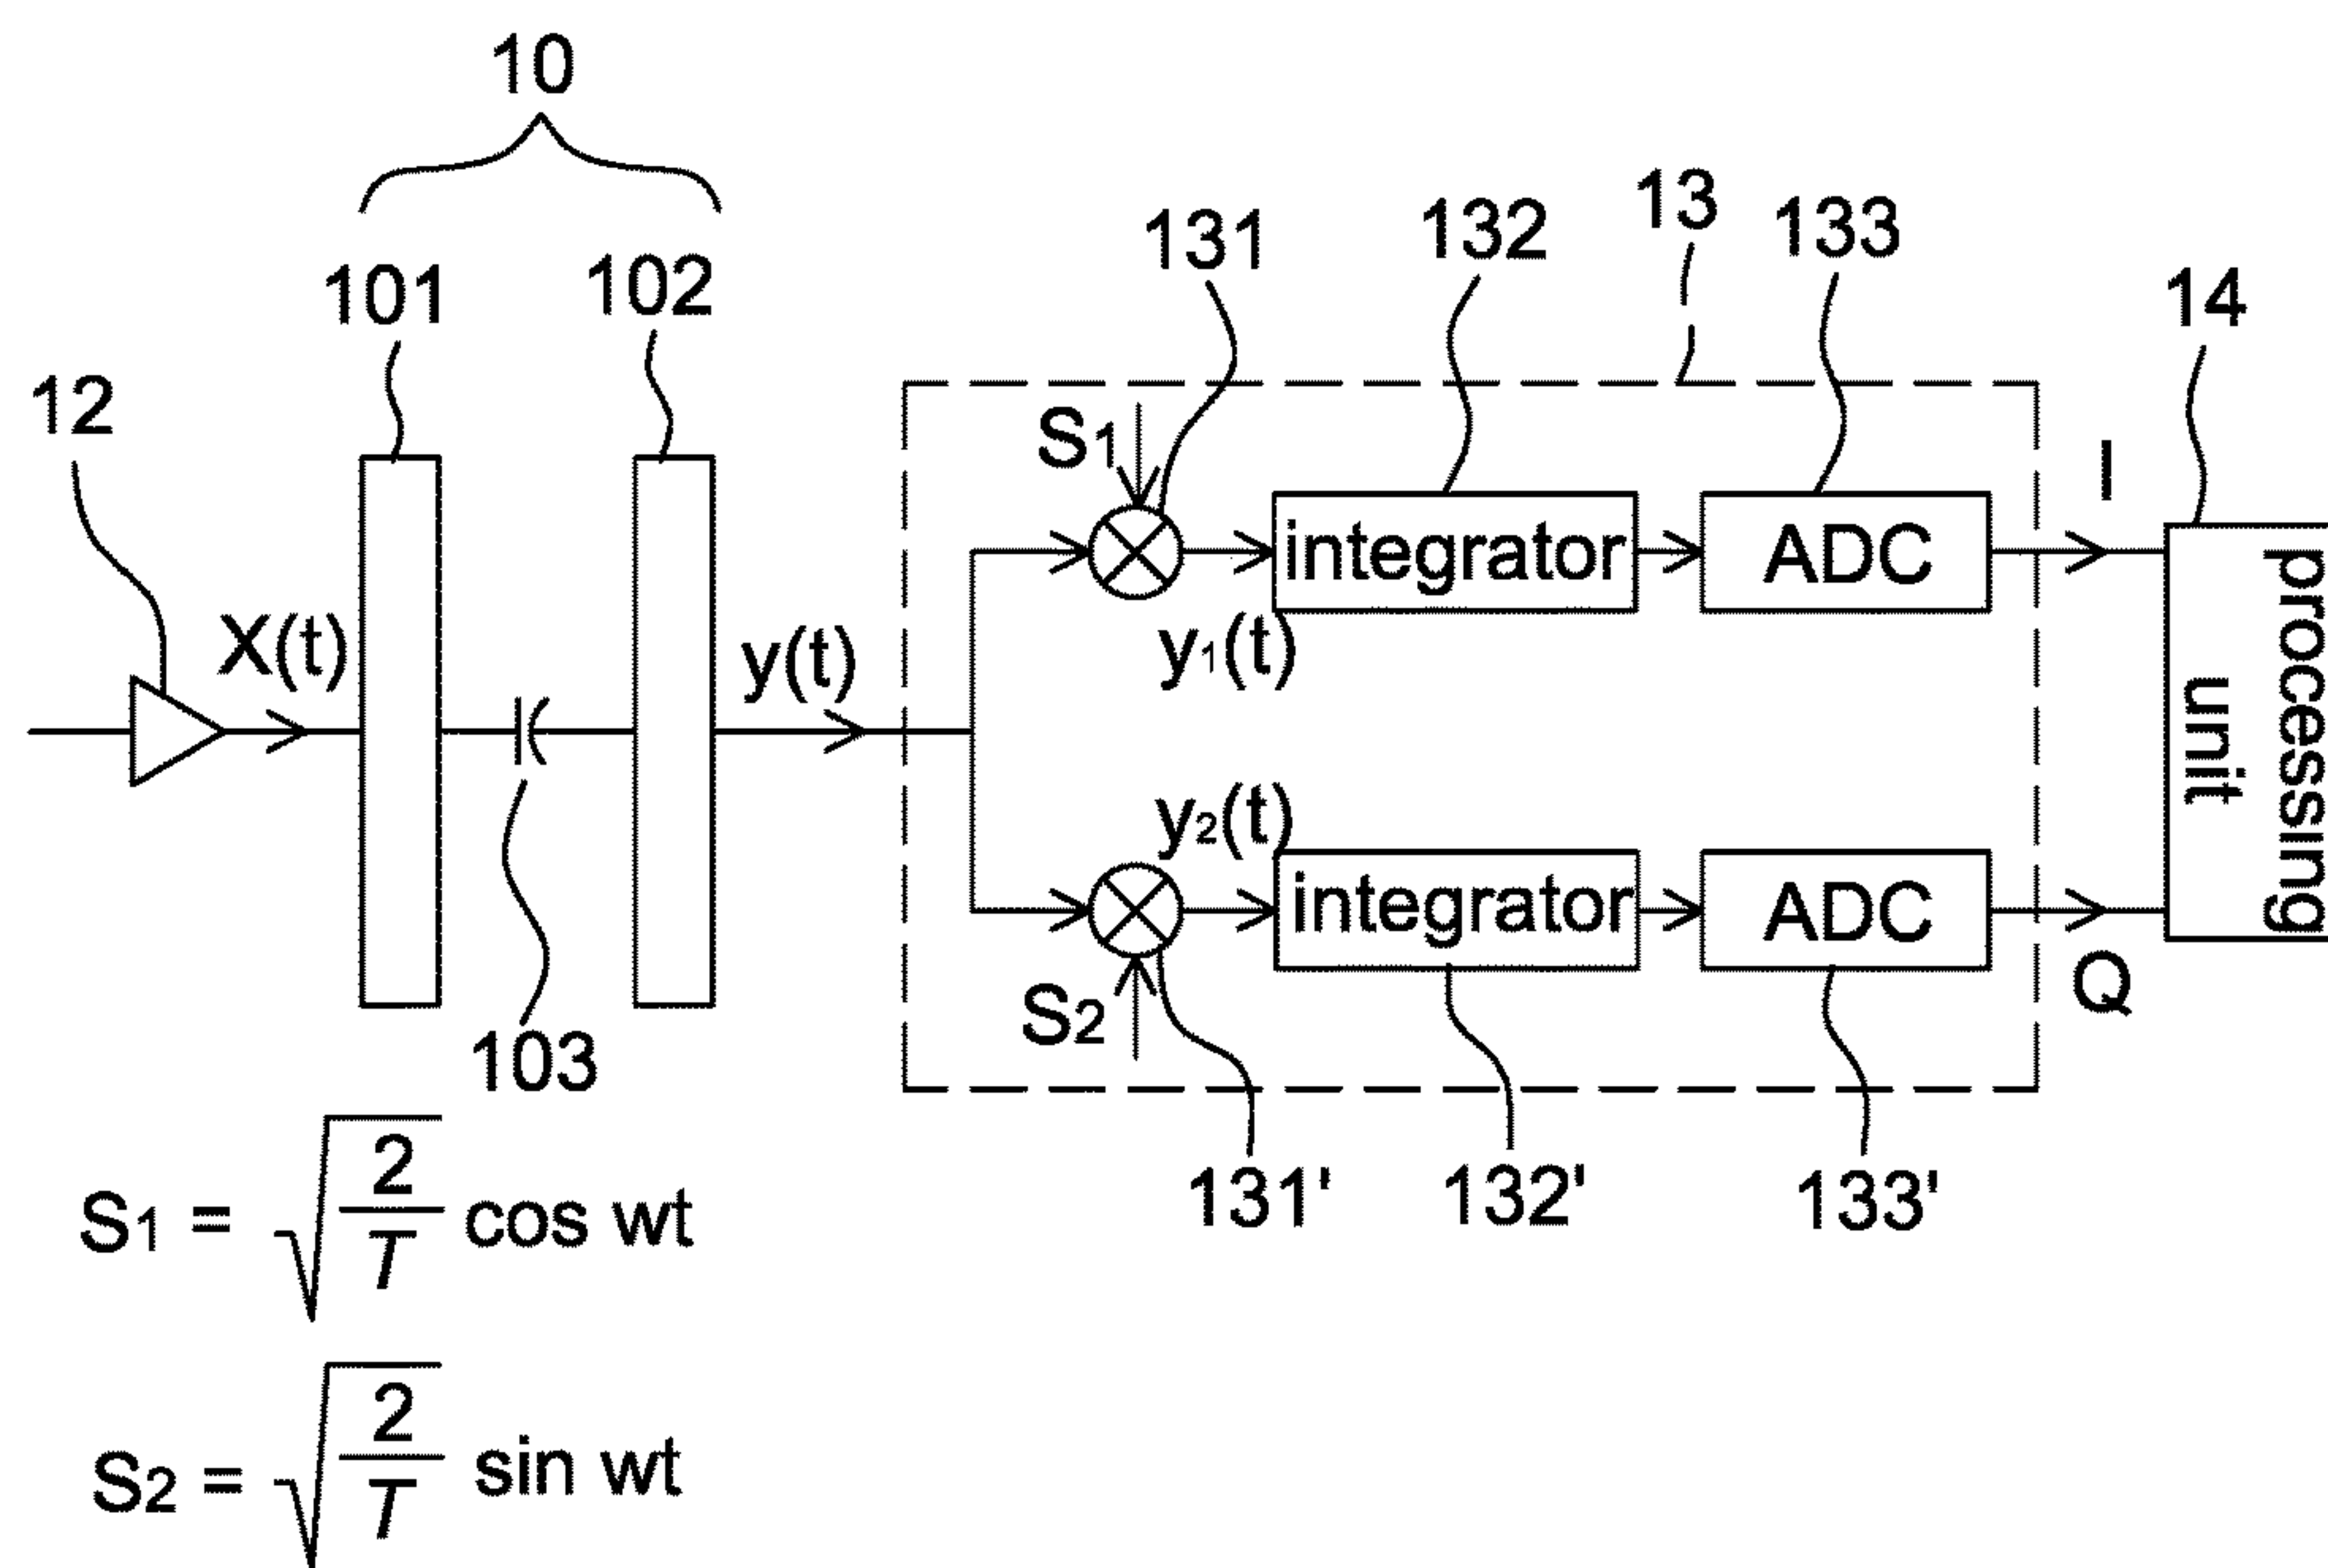 10
101
102
12
131
132
13
133
14
X(t)
103
y(t)
S1
y1(t)
integrator
ADC
I
y2(t)
S2
integrator
ADC
Q
processing
unit
131'
132'
133'
S1 = √2/T cos wt
S2 = √2/T sin wt